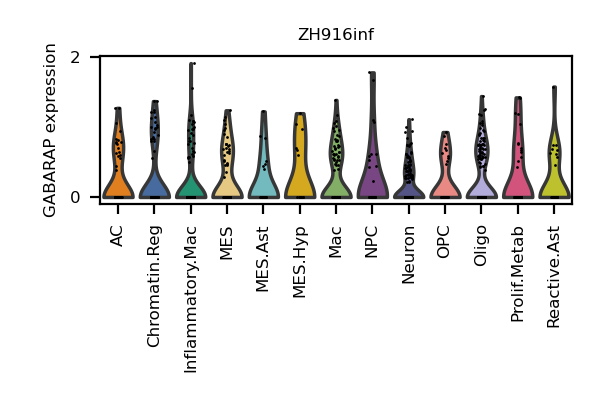 ZH916inf
GABARAP expression
2
0
AC
Chromatin.Reg
Inflammatory.Mac
MES
MES.Ast
MES.Hyp
Mac
NPC
Neuron
OPC
Oligo
Prolif.Metab
Reactive.Ast